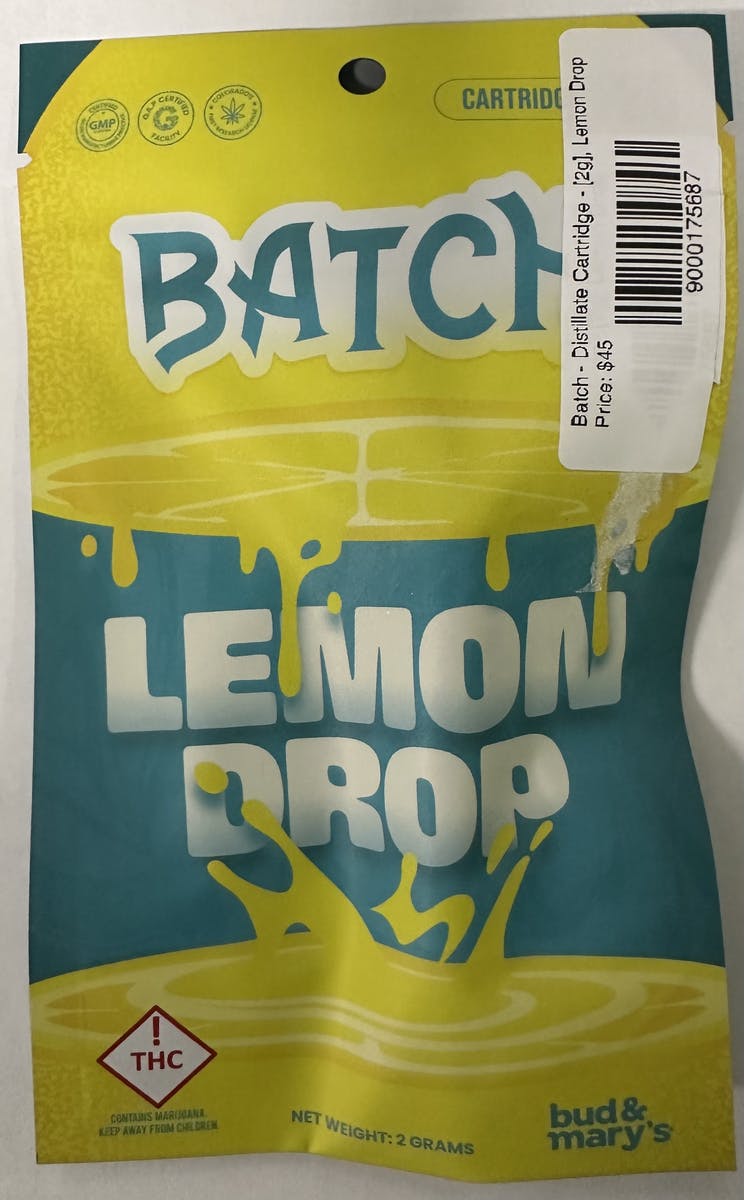 GMP
G.M.P CERTIFIED
FACILITY
CARTRIDG
Batch - Distillate Cartridge - [2g], Lemon Drop
Price: $45
9000175687
BATCH
LEMON
DROP
!
THC
CONTAINS MARIJUANA.
KEEP AWAY FROM CHILDREN.
NET WEIGHT: 2 GRAMS
bud &
mary's